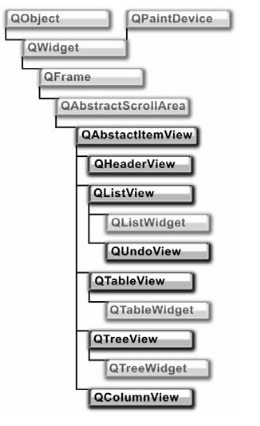 QObject
QPaintDevice
QWidget
QFrame
QAbstractScrollArea
QAbstactItemView
QHeaderView
QListView
QListWidget
QUndoView
QTableView
QTableWidget
QTreeView
QTreeWidget
QColumnView